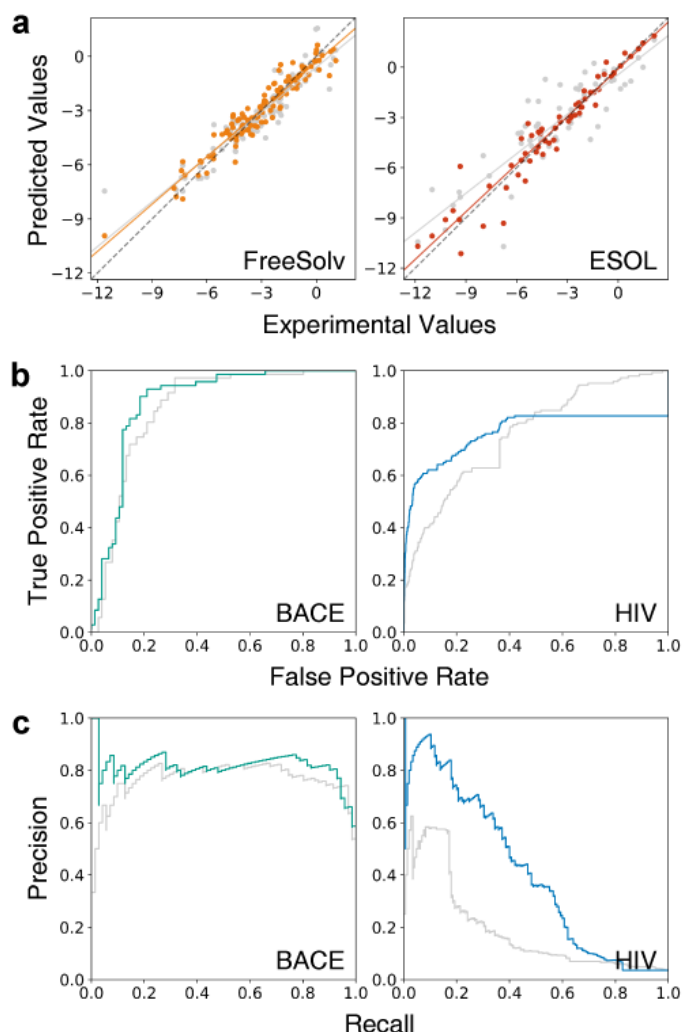 a
Predicted Values
0
−3
−6
−9
−12
FreeSolv
−12 −9 −6 −3 0
0
−3
−6
−9
−12
ESOL
−12 −9 −6 −3 0
Experimental Values
b
True Positive Rate
1.0
0.8
0.6
0.4
0.2
0.0
BACE
0.0 0.2 0.4 0.6 0.8 1.0
1.0
0.8
0.6
0.4
0.2
0.0
HIV
0.0 0.2 0.4 0.6 0.8 1.0
False Positive Rate
c
Precision
1.0
0.8
0.6
0.4
0.2
0.0
BACE
0.0 0.2 0.4 0.6 0.8 1.0
1.0
0.8
0.6
0.4
0.2
0.0
HIV
0.0 0.2 0.4 0.6 0.8 1.0
Recall